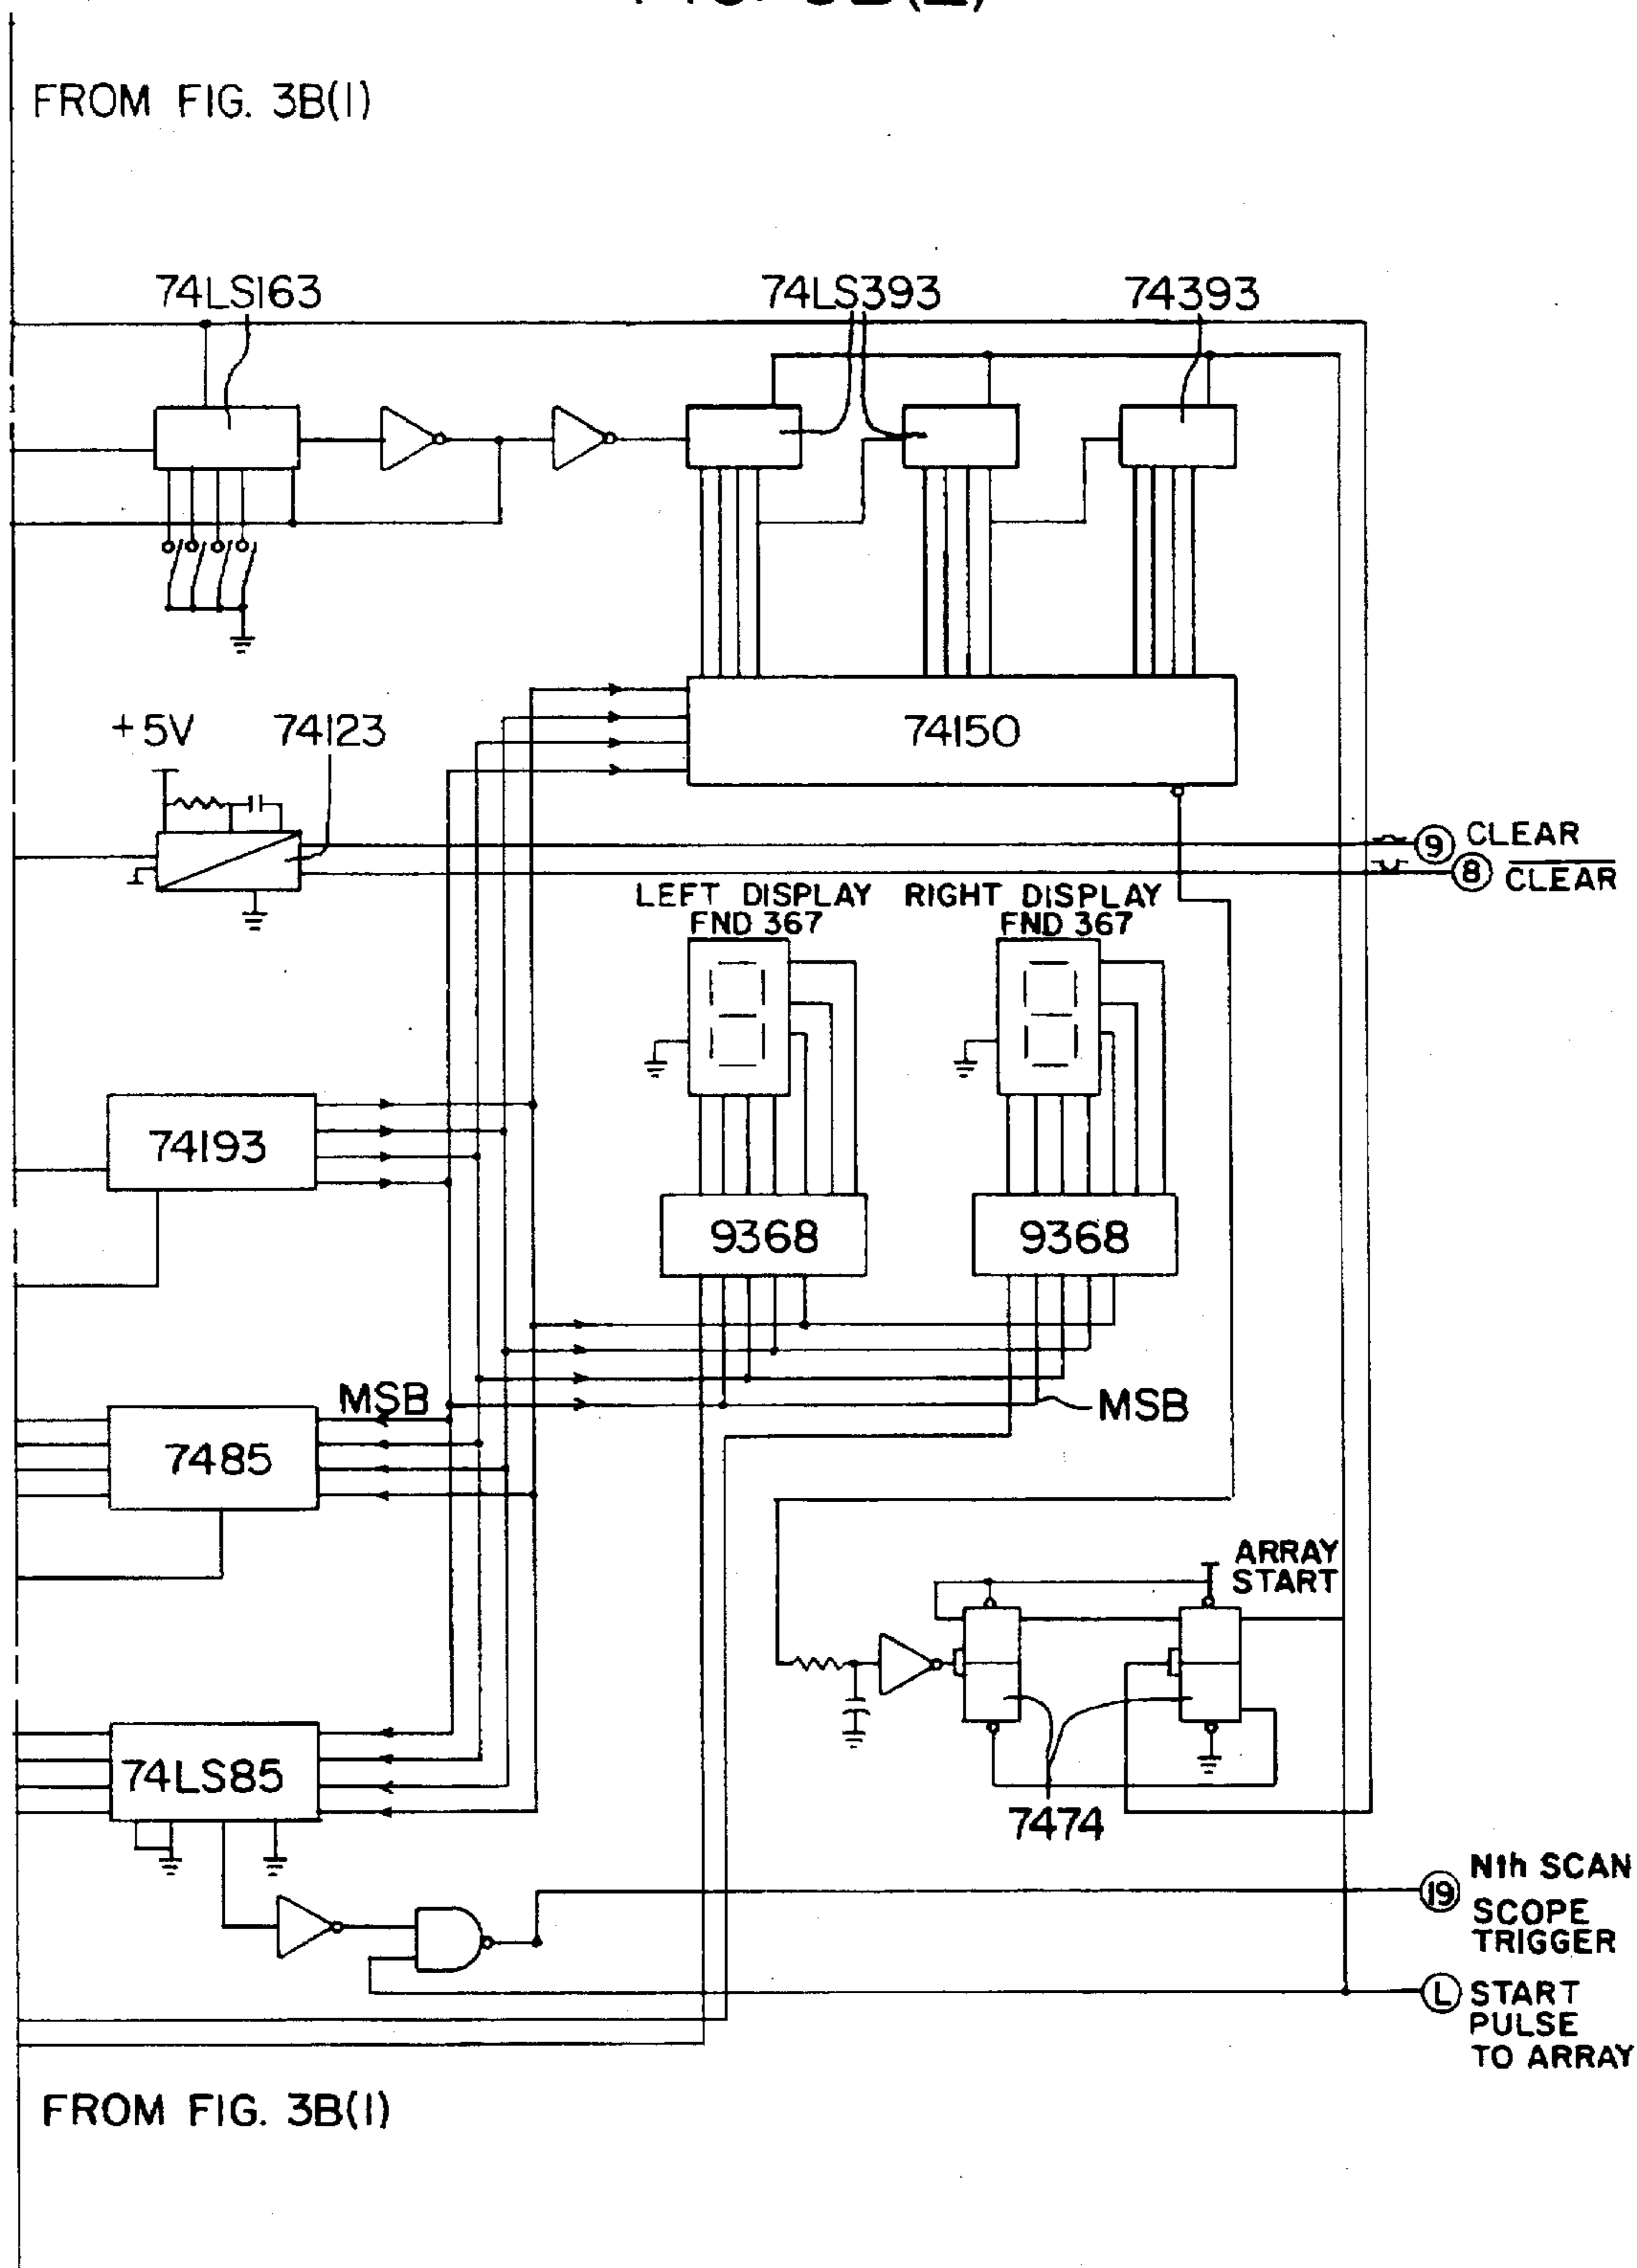 FROM FIG. 3B(1)
74LS163
74LS393
74393
+5V
74123
74150
9 CLEAR
8 CLEAR
LEFT DISPLAY
FND 367
RIGHT DISPLAY
FND 367
74193
9368
9368
MSB
MSB
7485
ARRAY
START
74LS85
7474
19 Nth SCAN
SCOPE
TRIGGER
L START
PULSE
TO ARRAY
FROM FIG. 3B(1)